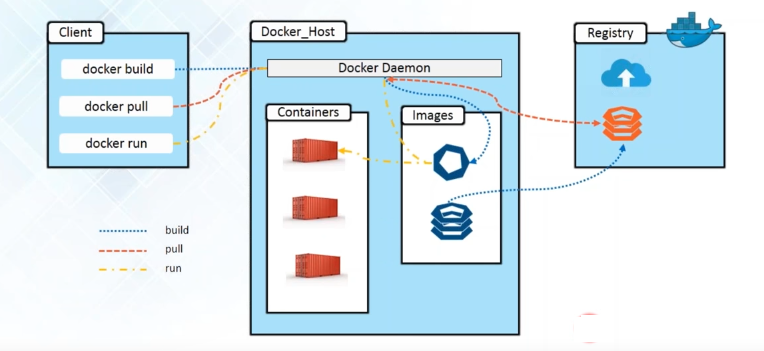 Client
docker build
docker pull
docker run
Docker_Host
Docker Daemon
Containers
Images
Registry
build
pull
run